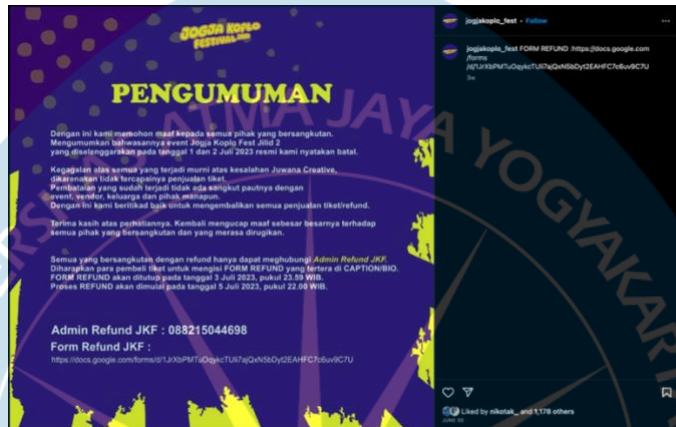 JOGJA KOPLO
FESTIVAL
PENGUMUMAN
Dengan ini kami memohon maaf kepada semua pihak yang bersangkutan.
Mengumumkan bahwasannya event Jogja Koplo Fest Jilid 2
yang diselenggarakan pada tanggal 1 dan 2 Juli 2023 resmi kami nyatakan batal.
Kegagalan atas semua yang terjadi murni atas kesalahan Juwana Creative,
dikarenakan tidak tercapainya penjualan tiket.
Pembatalan yang sudah terjadi tidak ada sangkut pautnya dengan
event, vendor, keluarga dan pihak manapun.
Dengan ini kami beritikad baik untuk mengembalikan semua penjualan tiket/refund.
Terima kasih atas perhatiannya. Kembali mengucap maaf sebesar besarnya terhadap
semua pihak yang bersangkutan dan yang merasa dirugikan.
Semua yang bersangkutan dengan refund hanya dapat meghubungi Admin Refund JKF.
Diharapkan para pembeli tiket untuk mengisi FORM REFUND yang tertera di CAPTION/BIO.
FORM REFUND akan ditutup pada tanggal 3 Juli 2023, pukul 23.59 WIB.
Proses REFUND akan dimulai pada tanggal 5 Juli 2023, pukul 22.00 WIB.
Admin Refund JKF : 088215044698
Form Refund JKF :
jogjakoplo_fest • Follow
jogjakoplo_fest FORM REFUND :https://docs.google.com
/forms
3w
Liked by nikotak_ and 1,178 others
JUNE
ATMA JAYA YOGYAKARTA